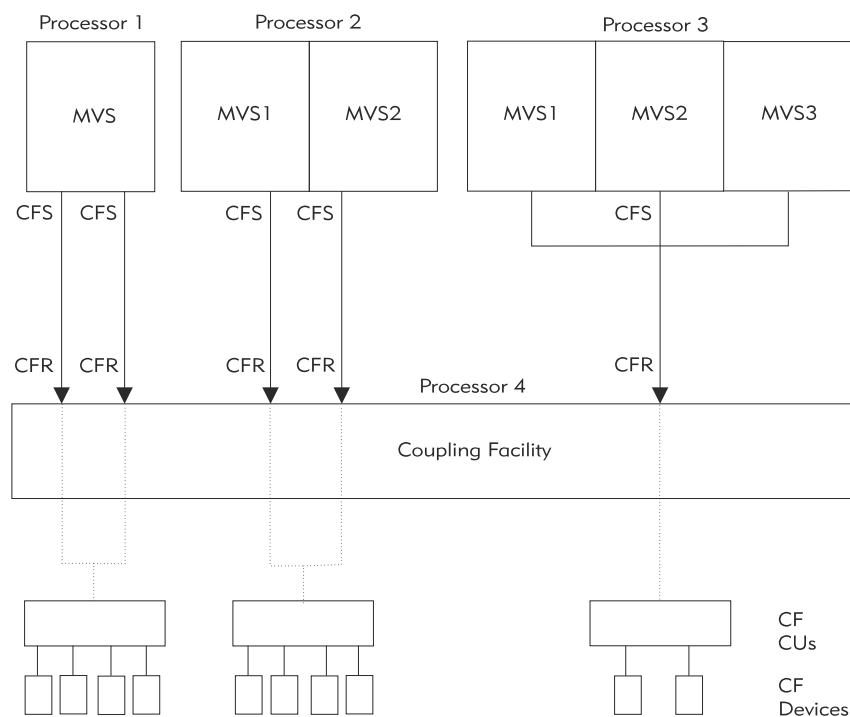 Processor 1
Processor 2
Processor 3
MVS
MVS1
MVS2
MVS1
MVS2
MVS3
CFS
CFS
CFS
CFS
CFS
CFR
CFR
CFR
CFR
CFR
Processor 4
Coupling Facility
CF
CUs
CF
Devices